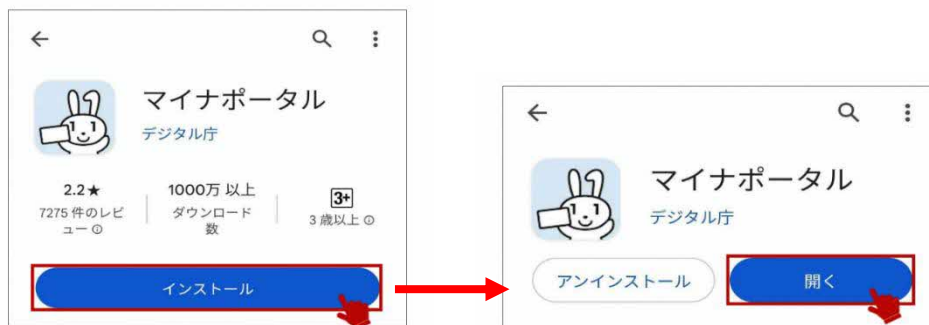 マイナポータル
デジタル庁
2.2★
7275 件のレビ
ュー
1000万 以上
ダウンロード
数
3+
3 歳以上
インストール
マイナポータル
デジタル庁
アンインストール
開く